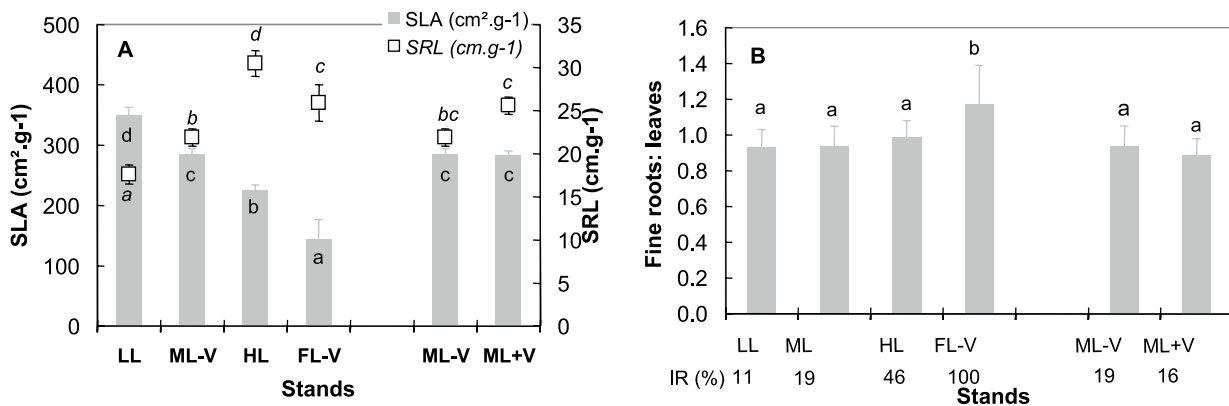 500
400
300
200
100
0
SLA (cm².g-1)
A
SLA (cm².g-1)
SRL (cm.g-1)
35
30
25
20
15
10
5
0
SRL (cm.g-1)
d
a
b
c
d
b
c
a
bc
c
c
c
LL ML-V HL FL-V ML-V ML+V
Stands
1.6
1.4
1.2
1.0
0.8
0.6
0.4
0.2
0.0
Fine roots: leaves
B
a a a b a a
LL ML HL FL-V ML-V ML+V
IR (%) 11 19 46 100 19 16
Stands